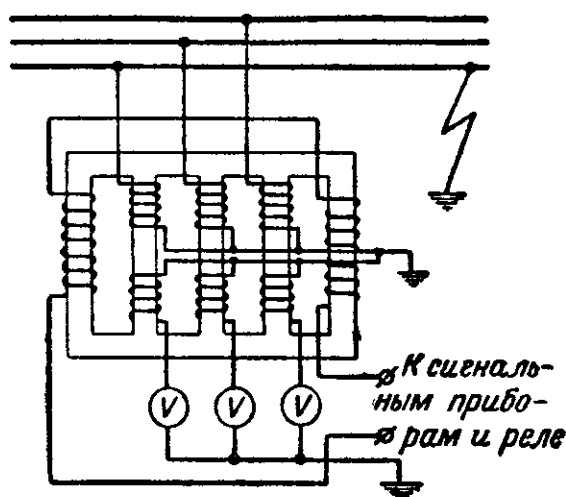 К сигналь-
ным прибо-
рам и реле
V V V